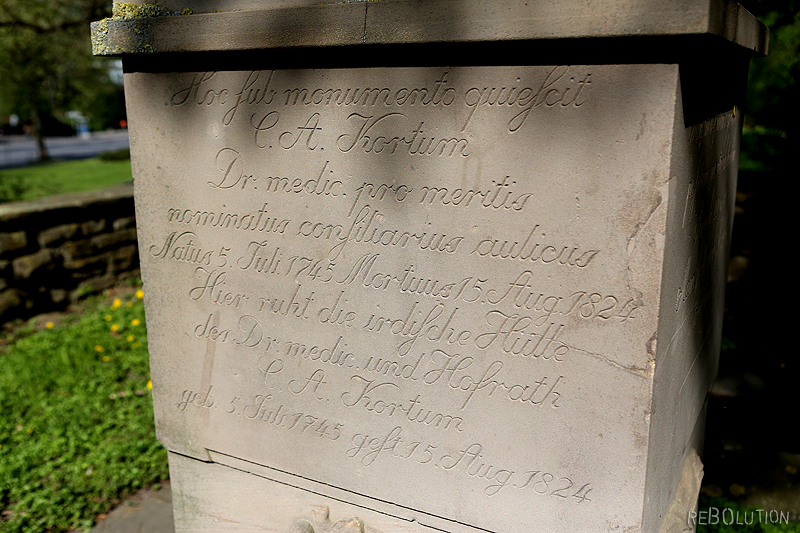 Hoc ſub monumento quieſcit
C. A. Kortum
Dr. medic. pro meritis
nominatus conſiliarius aulicus
Natus 5. Juli 1745 Mortuus 15. Aug. 1824
Hier ruht die irdiſche Hütte
des Dr. medic. und Hofrath
C. A. Kortum
geb. 5. Juli 1745 geſt. 15. Aug. 1824
REBOLUTION